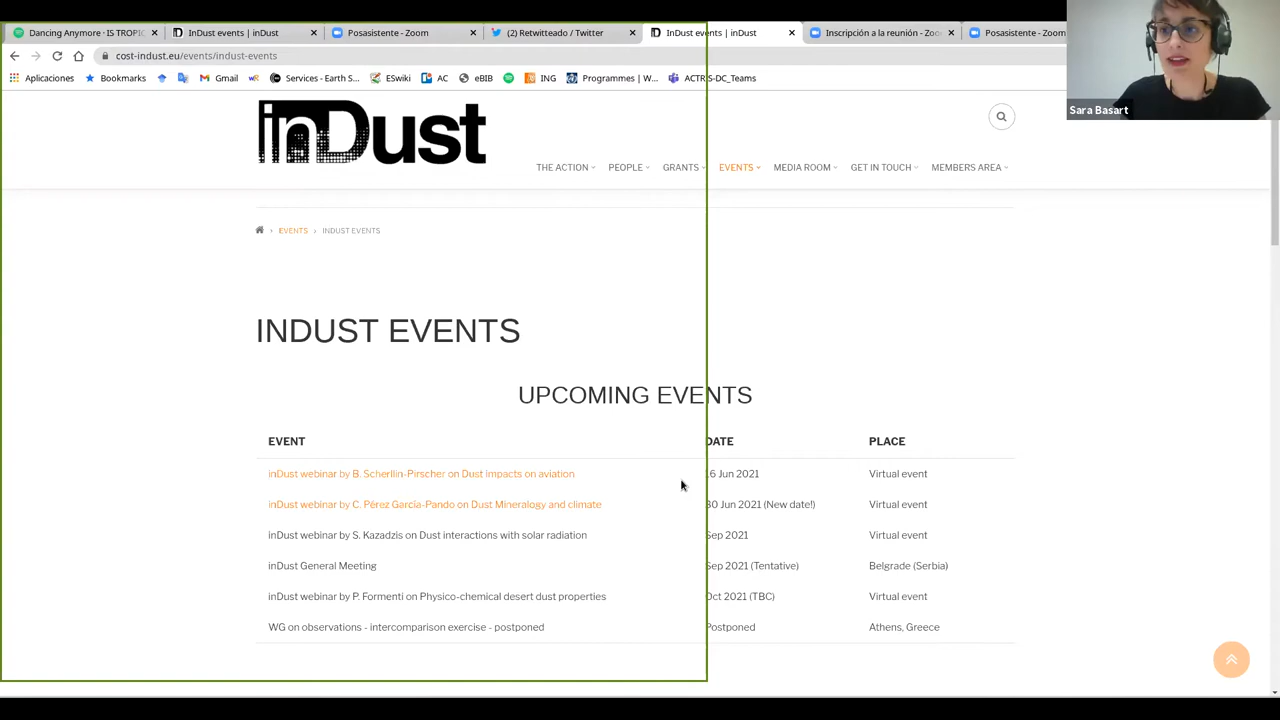 Dancing Anymore · IS TROPIC
InDust events | inDust
Posasistente - Zoom
(2) Retwitteado / Twitter
InDust events | inDust
Inscripción a la reunión - Zoo
Posasistente - Zoom
cost-indust.eu/events/indust-events
Aplicaciones
Bookmarks
Gmail
Services - Earth S...
ESwiki
AC
eBIB
ING
Programmes | W...
ACTRIS-DC_Teams
Sara Basart
inDust
THE ACTION
PEOPLE
GRANTS
EVENTS
MEDIA ROOM
GET IN TOUCH
MEMBERS AREA
EVENTS › INDUST EVENTS
INDUST EVENTS
UPCOMING EVENTS
EVENT DATE PLACE
inDust webinar by B. Scherllin-Pirscher on Dust impacts on aviation 16 Jun 2021 Virtual event
inDust webinar by C. Pérez García-Pando on Dust Mineralogy and climate 30 Jun 2021 (New date!) Virtual event
inDust webinar by S. Kazadzis on Dust interactions with solar radiation Sep 2021 Virtual event
inDust General Meeting Sep 2021 (Tentative) Belgrade (Serbia)
inDust webinar by P. Formenti on Physico-chemical desert dust properties Oct 2021 (TBC) Virtual event
WG on observations - intercomparison exercise - postponed Postponed Athens, Greece